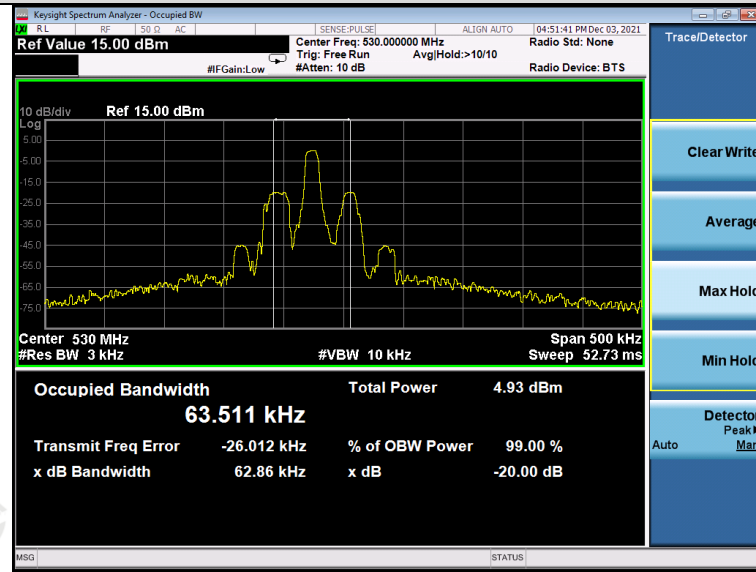 Keysight Spectrum Analyzer - Occupied BW
LXI RL RF 50 Ω AC SENSE:PULSE ALIGN AUTO 04:51:41 PM Dec 03, 2021
Ref Value 15.00 dBm
Center Freq: 530.000000 MHz
Radio Std: None
Trig: Free Run Avg|Hold:>10/10
#IFGain:Low
#Atten: 10 dB
Radio Device: BTS
Trace/Detector
10 dB/div Ref 15.00 dBm
Log
5.00
-5.00
-15.0
-25.0
-35.0
-45.0
-55.0
-65.0
-75.0
Center 530 MHz
Span 500 kHz
#Res BW 3 kHz
#VBW 10 kHz
Sweep 52.73 ms
Occupied Bandwidth
Total Power 4.93 dBm
63.511 kHz
Transmit Freq Error -26.012 kHz
% of OBW Power 99.00 %
x dB Bandwidth 62.86 kHz
x dB -20.00 dB
Clear Write
Average
Max Hold
Min Hold
Detector
Peak
Auto Man
MSG
STATUS